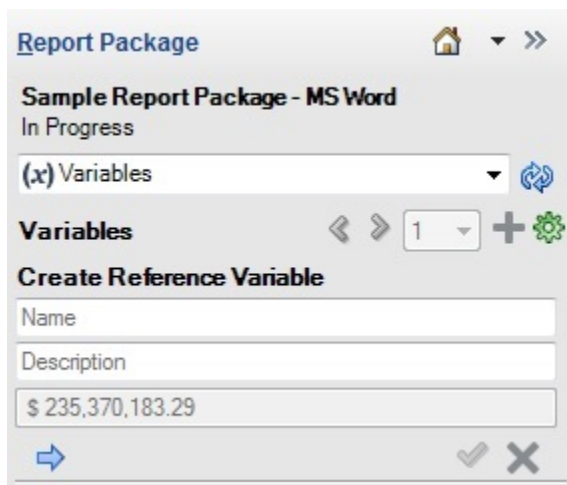 Report Package
Sample Report Package - MS Word
In Progress
(x) Variables
Variables 1
Create Reference Variable
Name
Description
$ 235,370,183.29